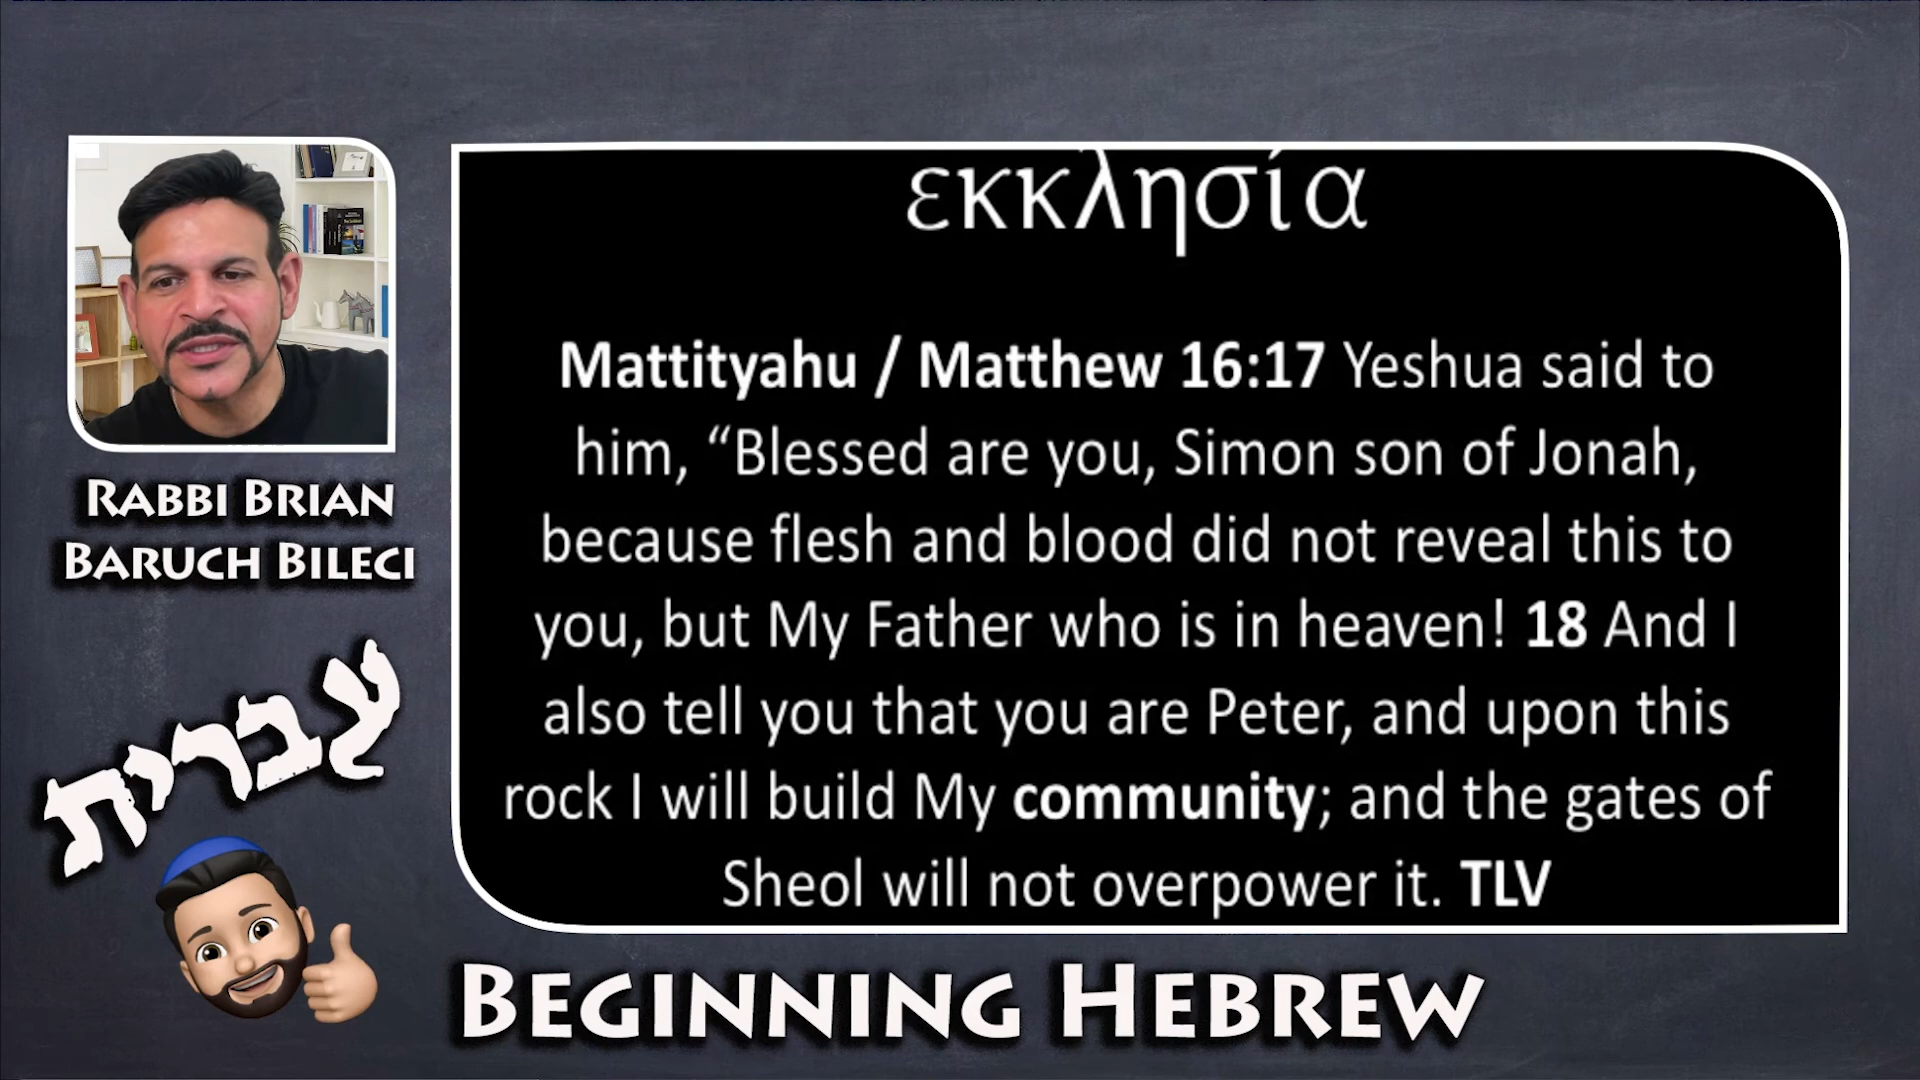 εκκλησία
Mattityahu / Matthew 16:17 Yeshua said to
him, “Blessed are you, Simon son of Jonah,
because flesh and blood did not reveal this to
you, but My Father who is in heaven! 18 And I
also tell you that you are Peter, and upon this
rock I will build My community; and the gates of
Sheol will not overpower it. TLV
RABBI BRIAN
BARUCH BILECI
עברית
BEGINNING HEBREW